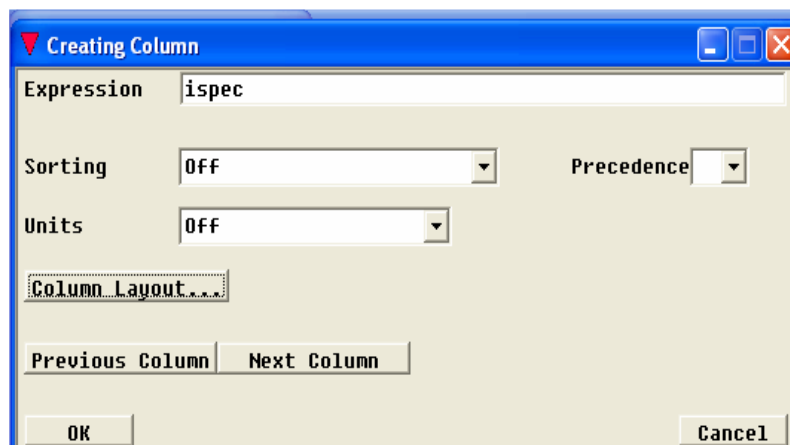 Creating Column
Expression ispec
Sorting Off Precedence
Units Off
Column Layout...
Previous Column Next Column
OK Cancel